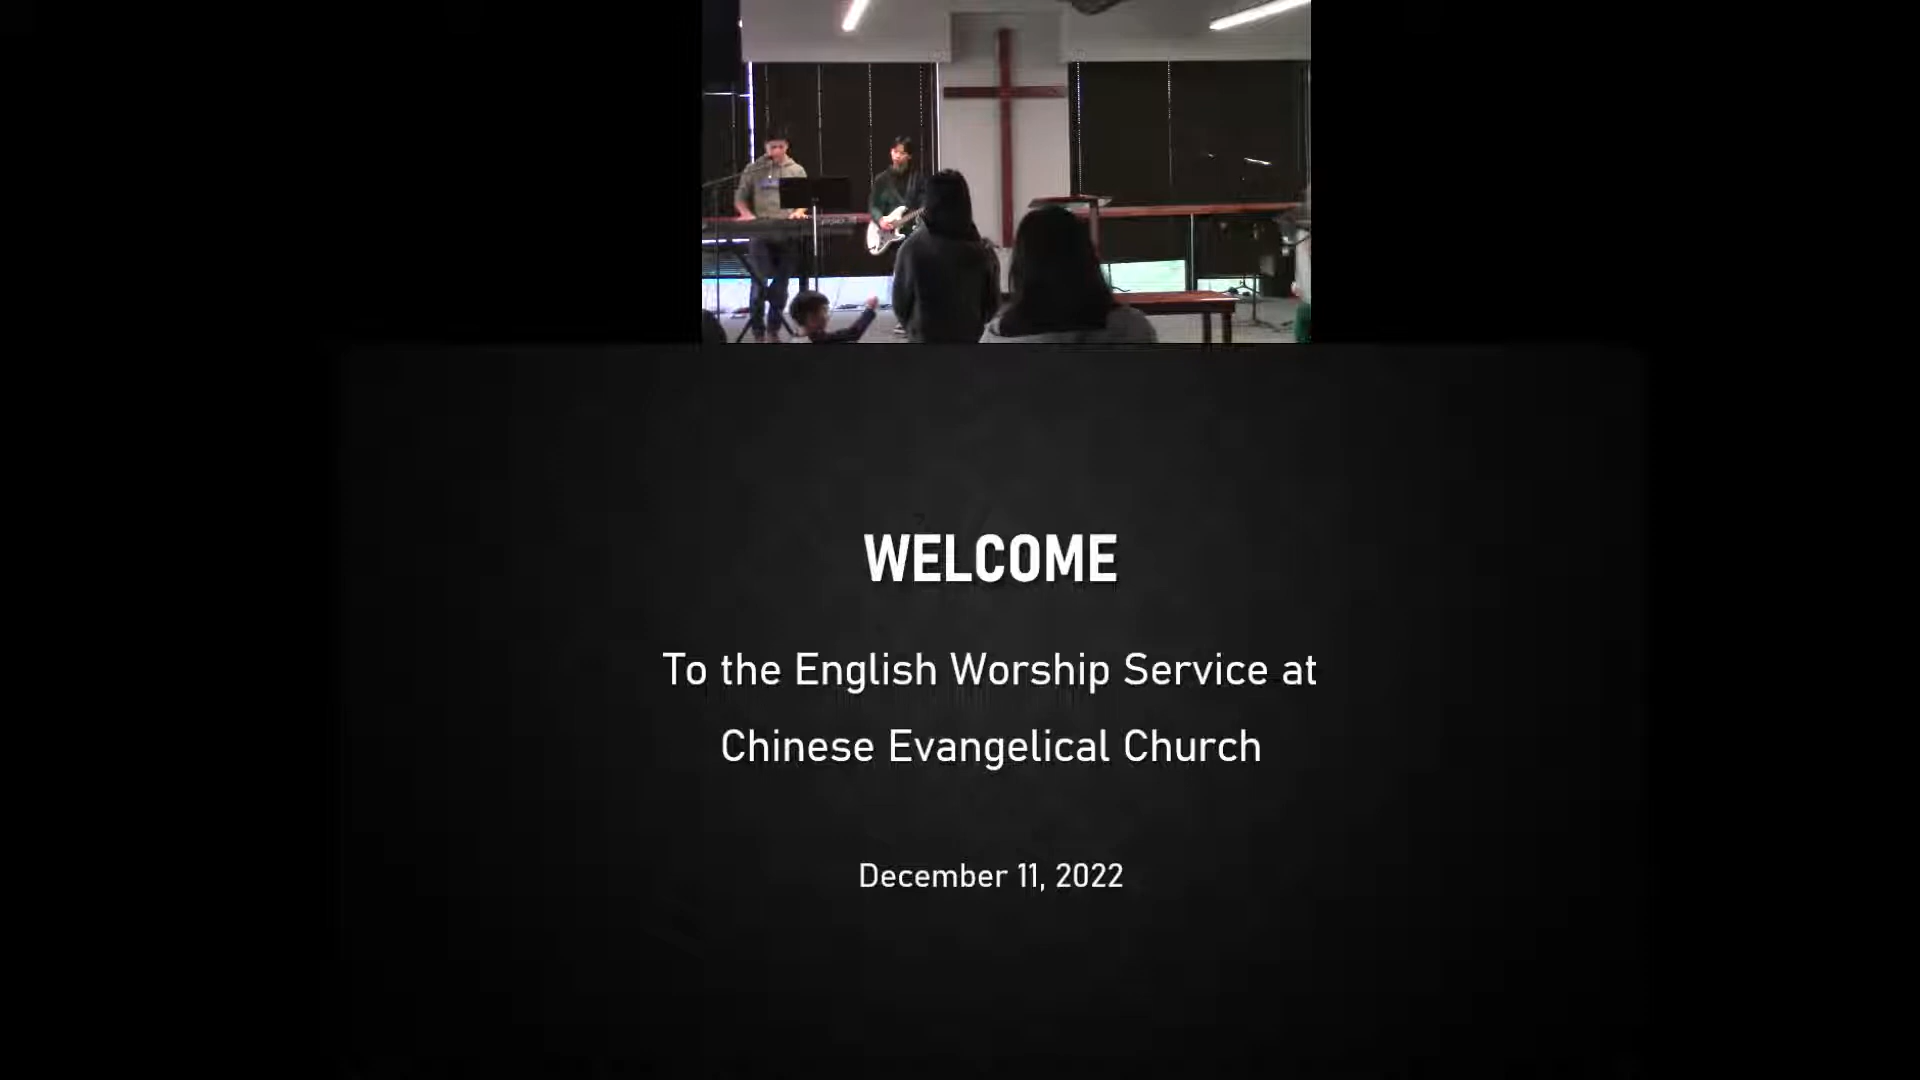 WELCOME
To the English Worship Service at
Chinese Evangelical Church
December 11, 2022